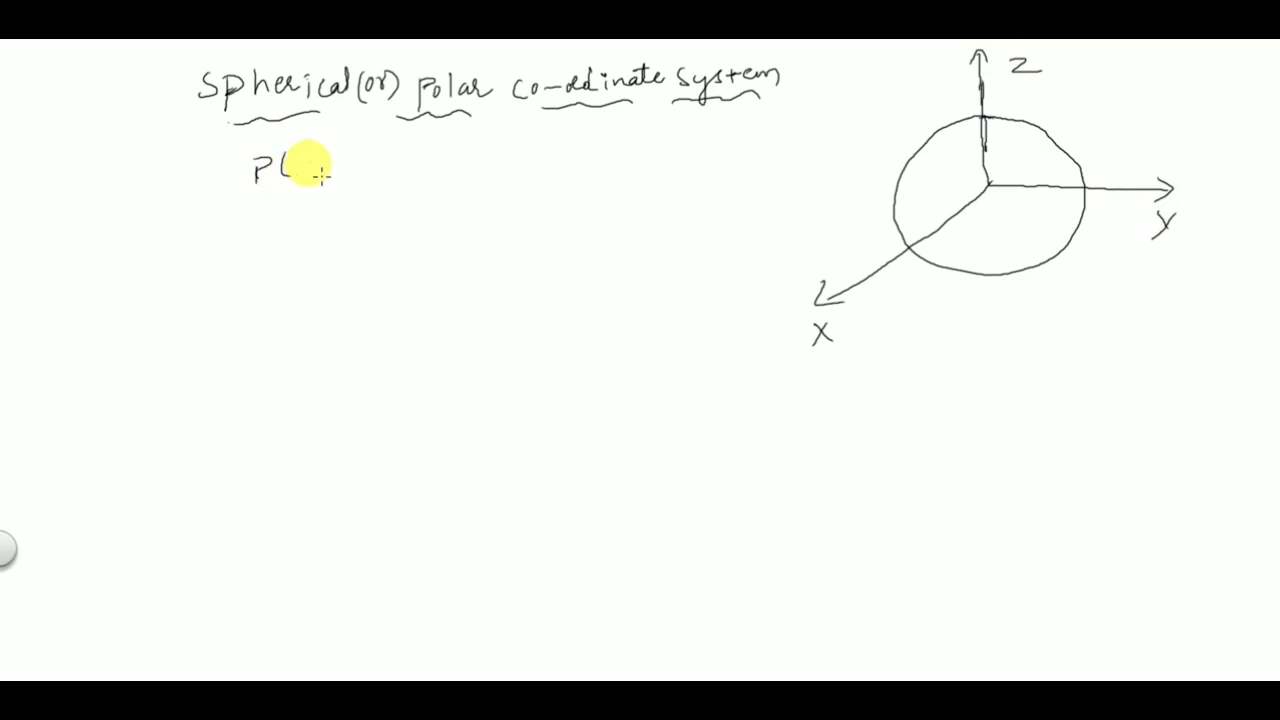 Spherical (or) polar co-ordinate system
P(
Z
Y
X